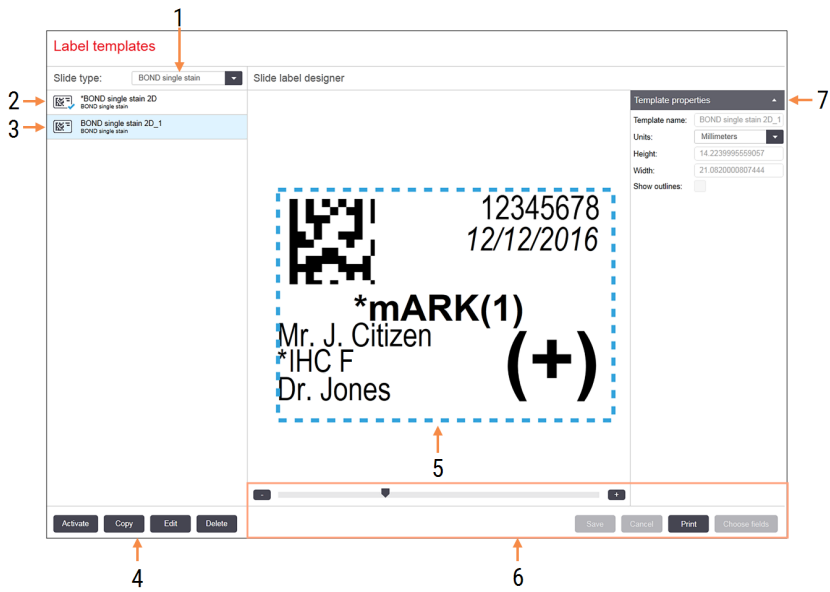 1
Label templates
Slide type: BOND single stain
Slide label designer
2
*BOND single stain 2D
BOND single stain
3
BOND single stain 2D_1
BOND single stain
Template properties
7
Template name: BOND single stain 2D_1
Units: Millimeters
Height: 14.2239995559057
Width: 21.0820000807444
Show outlines:
12345678
12/12/2016
*mARK(1)
Mr. J. Citizen
*IHC F
(+)
Dr. Jones
5
- +
Activate Copy Edit Delete
Save Cancel Print Choose fields
4
6